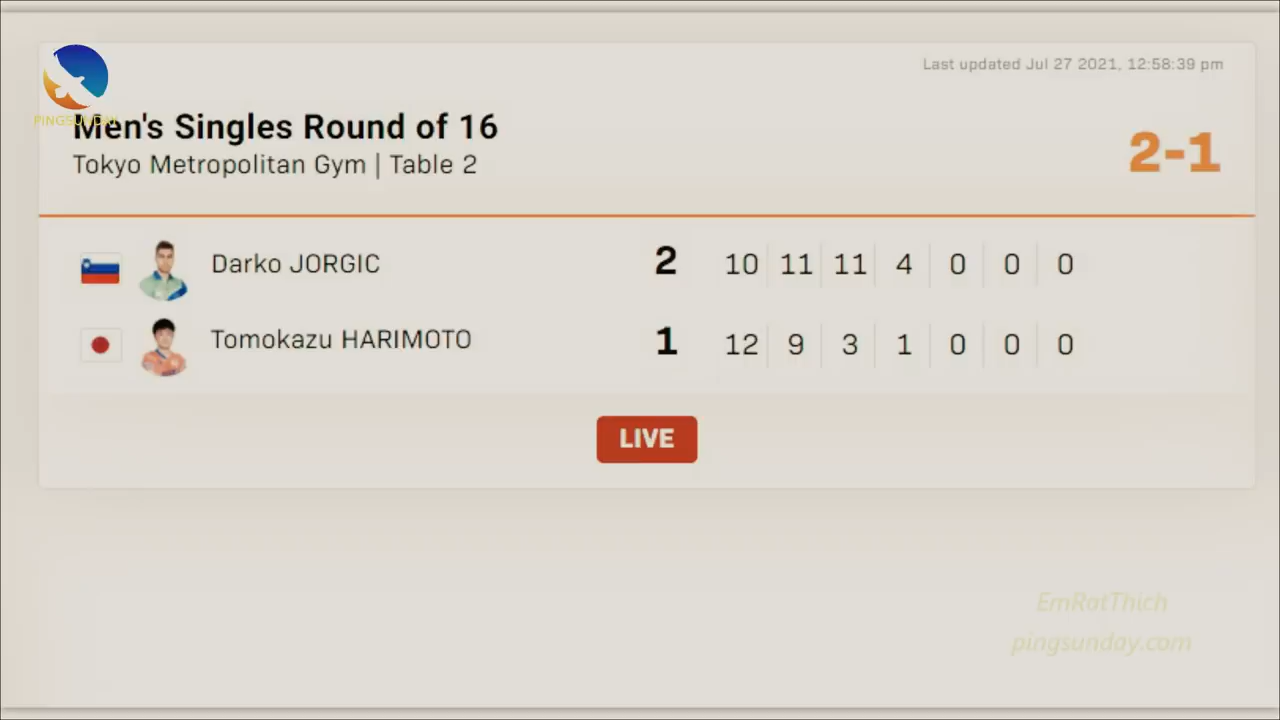 Last updated Jul 27 2021, 12:58:39 pm
PINGSUNDAY
Men's Singles Round of 16
Tokyo Metropolitan Gym | Table 2
2-1
Darko JORGIC 2 10 11 11 4 0 0 0
Tomokazu HARIMOTO 1 12 9 3 1 0 0 0
LIVE
EmRatThich
pingsunday.com